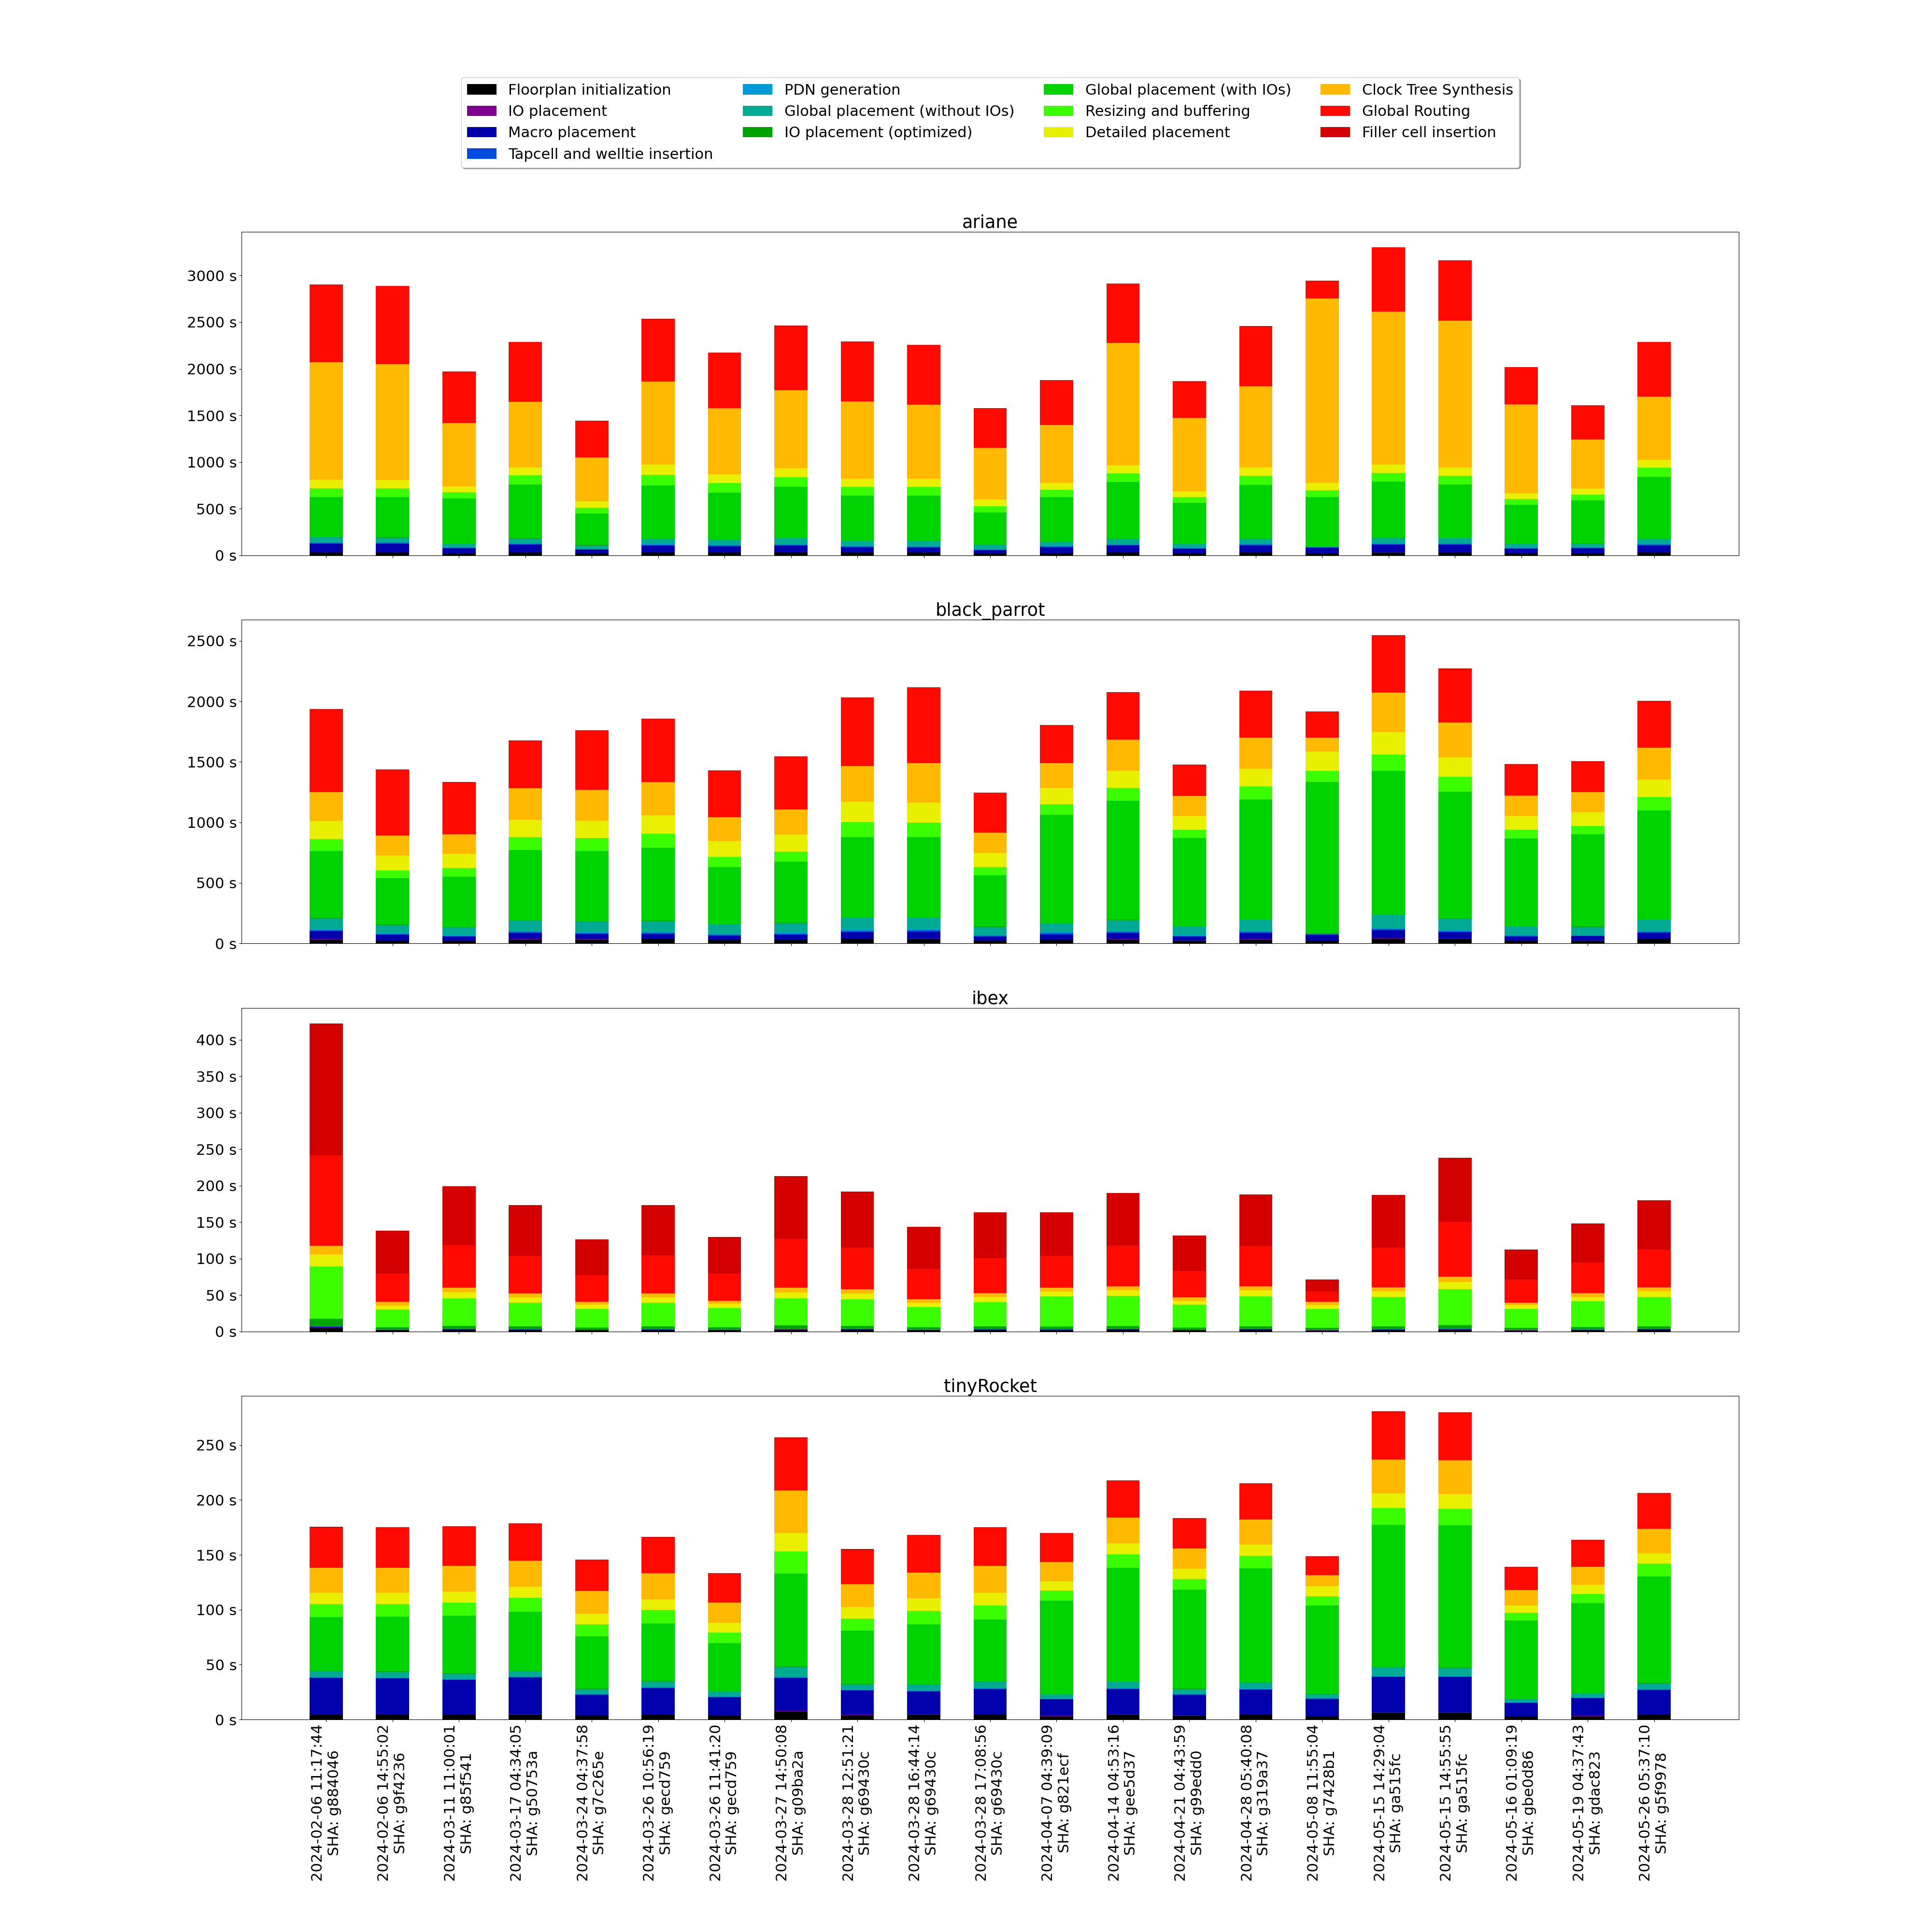 Floorplan initialization
IO placement
Macro placement
Tapcell and welltie insertion
PDN generation
Global placement (without IOs)
IO placement (optimized)
Global placement (with IOs)
Resizing and buffering
Detailed placement
Clock Tree Synthesis
Global Routing
Filler cell insertion
ariane
3000 s
2500 s
2000 s
1500 s
1000 s
500 s
0 s
black_parrot
2500 s
2000 s
1500 s
1000 s
500 s
0 s
ibex
400 s
350 s
300 s
250 s
200 s
150 s
100 s
50 s
0 s
tinyRocket
250 s
200 s
150 s
100 s
50 s
0 s
2024-02-06 11:17:44
SHA: g884046
2024-02-06 14:55:02
SHA: g9f4236
2024-03-11 11:00:01
SHA: g85f541
2024-03-17 04:34:05
SHA: g50753a
2024-03-24 04:37:58
SHA: g7c265e
2024-03-26 10:56:19
SHA: gecd759
2024-03-26 11:41:20
SHA: gecd759
2024-03-27 14:50:08
SHA: g09ba2a
2024-03-28 12:51:21
SHA: g69430c
2024-03-28 16:44:14
SHA: g69430c
2024-03-28 17:08:56
SHA: g69430c
2024-04-07 04:39:09
SHA: g821ecf
2024-04-14 04:53:16
SHA: gee5d37
2024-04-21 04:43:59
SHA: g99edd0
2024-04-28 05:40:08
SHA: g319a37
2024-05-08 11:55:04
SHA: g7428b1
2024-05-15 14:29:04
SHA: ga515fc
2024-05-15 14:55:55
SHA: ga515fc
2024-05-16 01:09:19
SHA: gbe0d86
2024-05-19 04:37:43
SHA: gdac823
2024-05-26 05:37:10
SHA: g5f9978